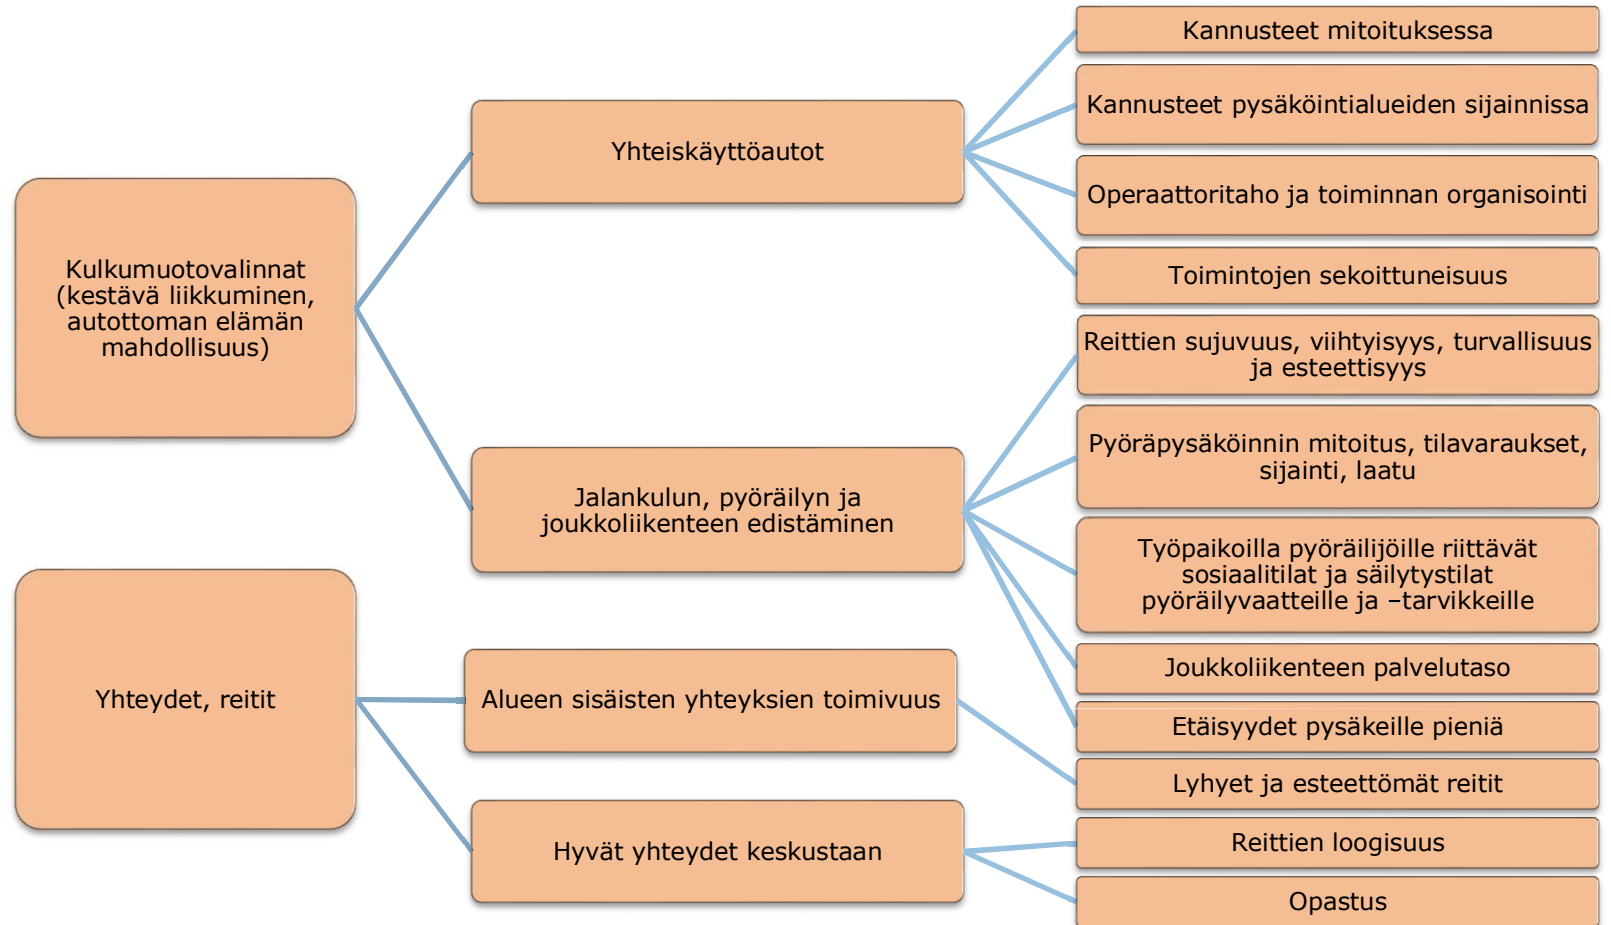 Kulkumuotovalinnat
(kestävä liikkuminen,
autottoman elämän
mahdollisuus)
Yhteiskäyttöautot
Kannusteet mitoituksessa
Kannusteet pysäköintialueiden sijainnissa
Operaattoritaho ja toiminnan organisointi
Toimintojen sekoittuneisuus
Jalankulun, pyöräilyn ja
joukkoliikenteen edistäminen
Reittien sujuvuus, viihtyisyys, turvallisuus
ja esteettisyys
Pyöräpysäköinnin mitoitus, tilavaraukset,
sijainti, laatu
Työpaikoilla pyöräilijöille riittävät
sosiaalitilat ja säilytystilat
pyöräilyvaatteille ja –tarvikkeille
Joukkoliikenteen palvelutaso
Etäisyydet pysäkeille pieniä
Yhteydet, reitit
Alueen sisäisten yhteyksien toimivuus
Lyhyet ja esteettömät reitit
Hyvät yhteydet keskustaan
Reittien loogisuus
Opastus